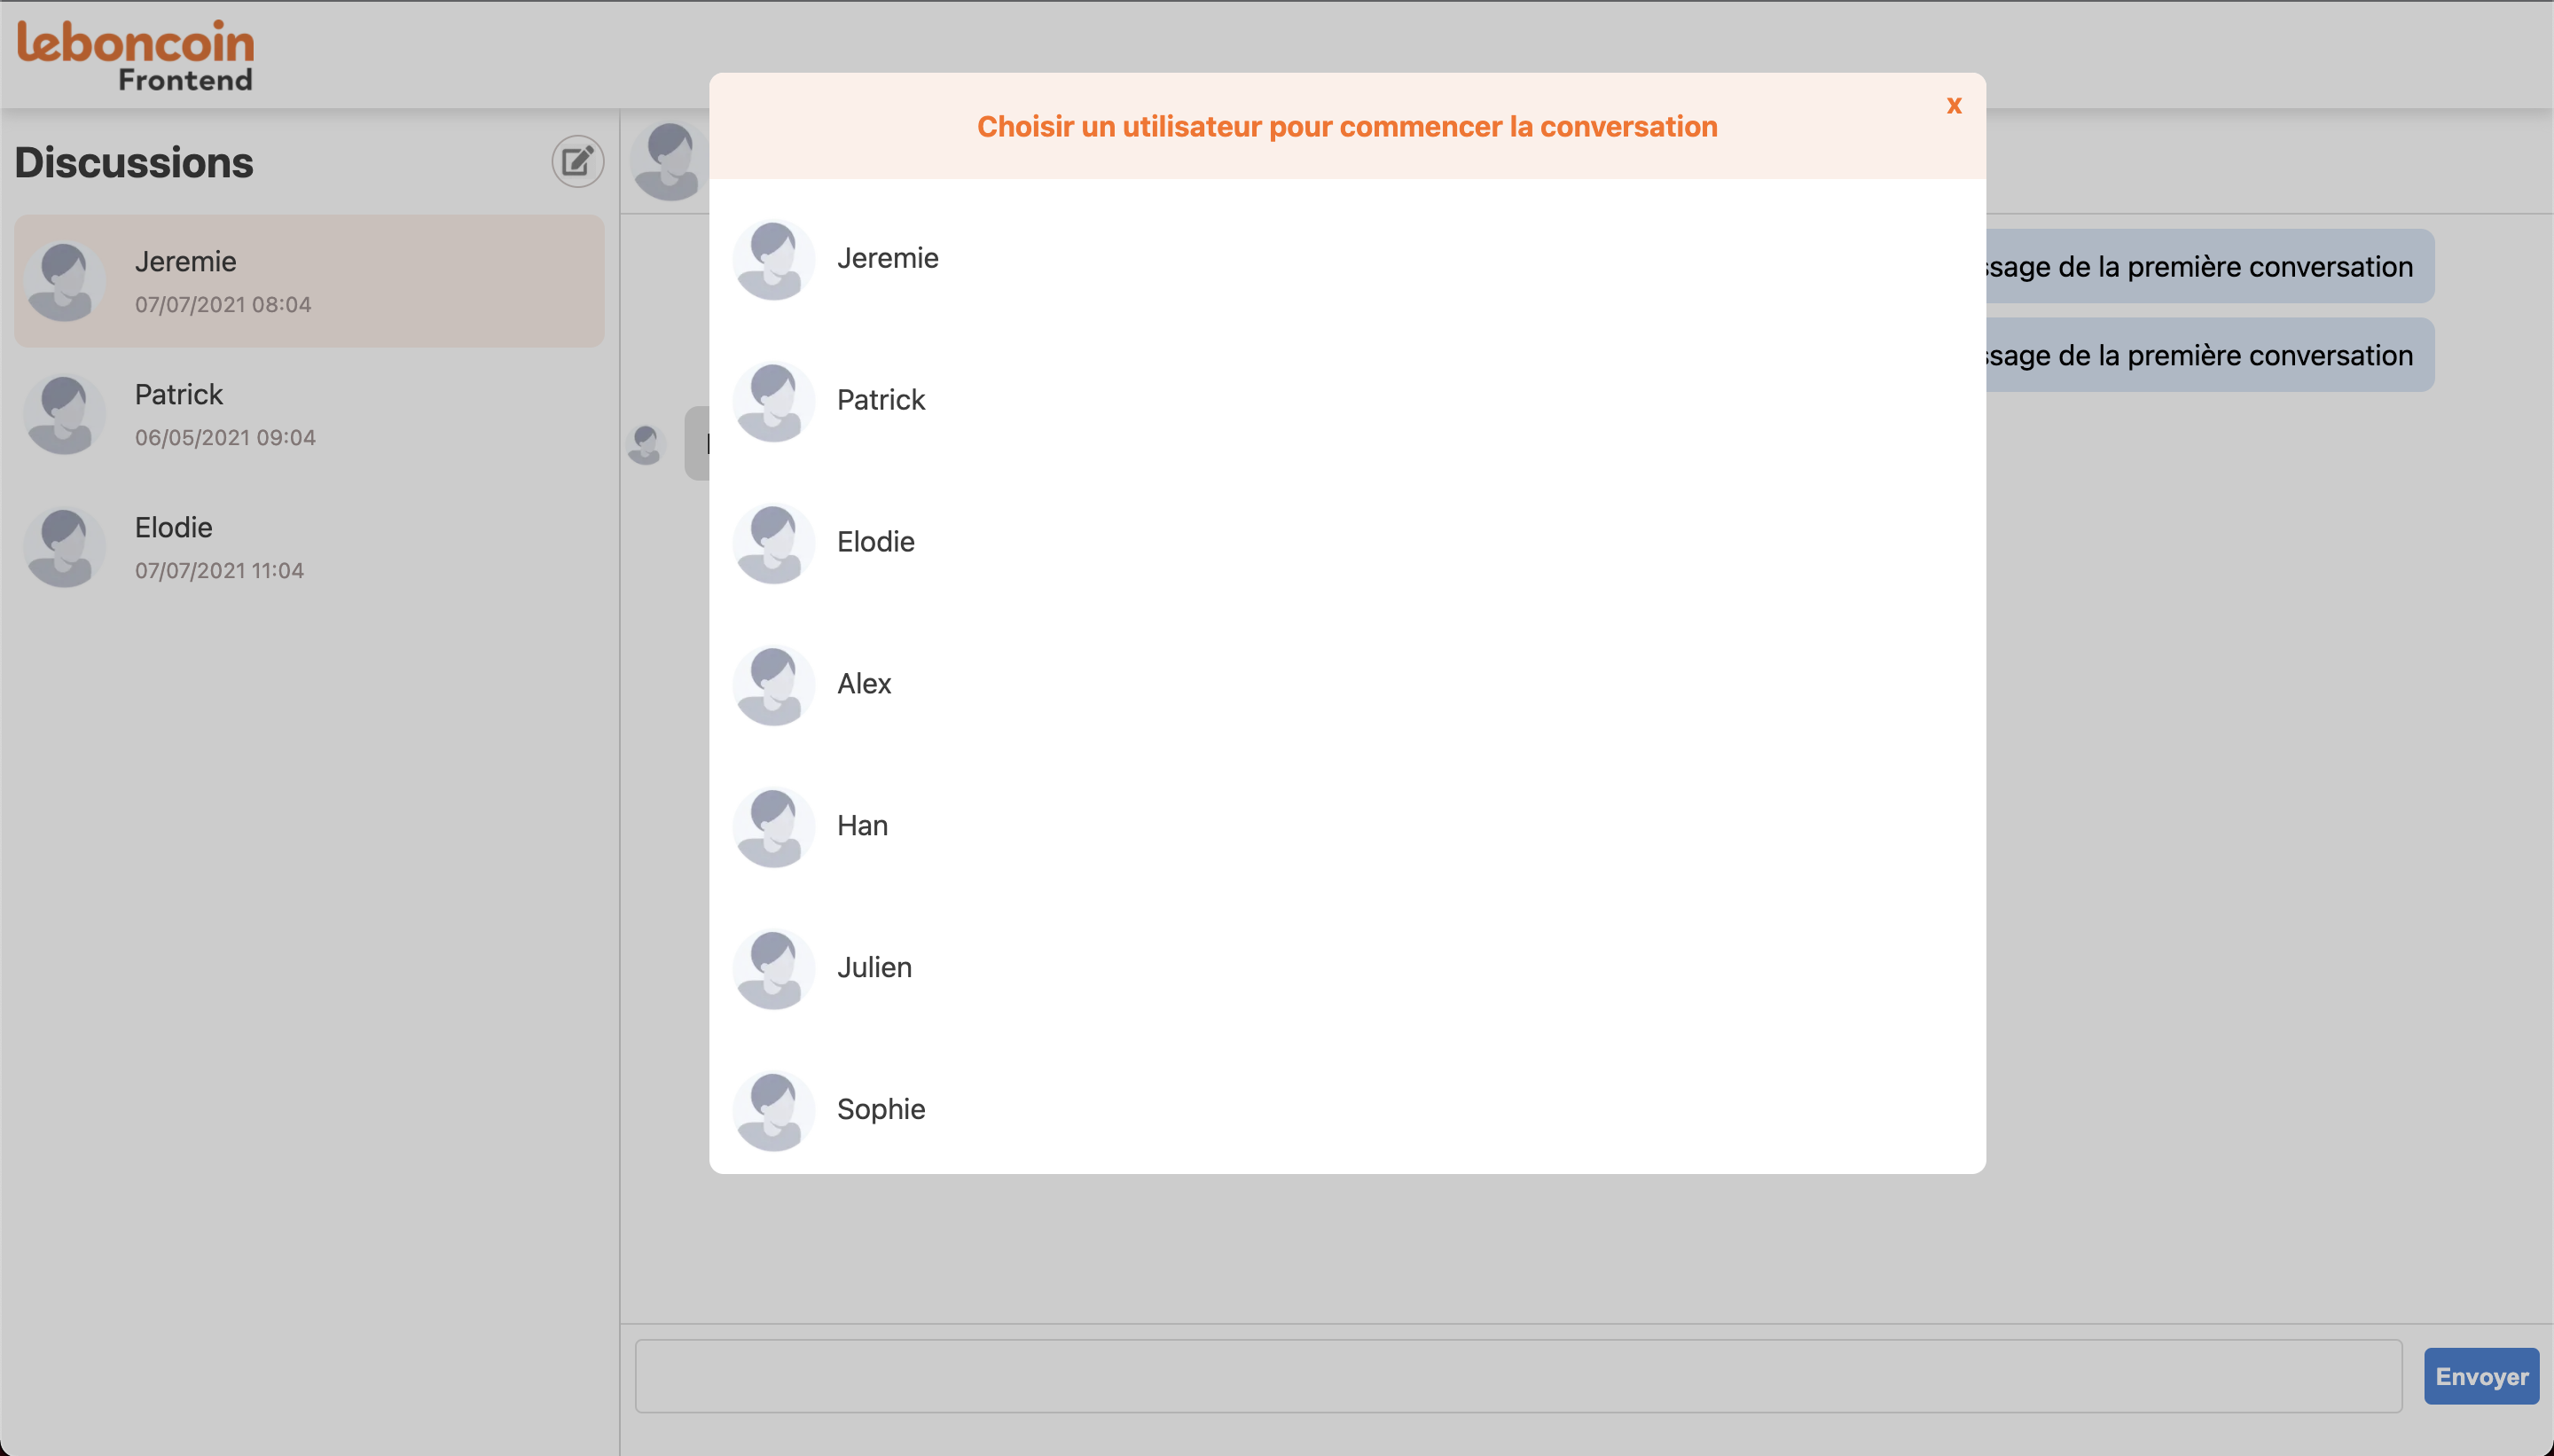 leboncoin
Frontend
Discussions
Jeremie
07/07/2021 08:04
Patrick
06/05/2021 09:04
Elodie
07/07/2021 11:04
Choisir un utilisateur pour commencer la conversation
x
Jeremie
Patrick
Elodie
Alex
Han
Julien
Sophie
de la première conversation
de la première conversation
Envoyer